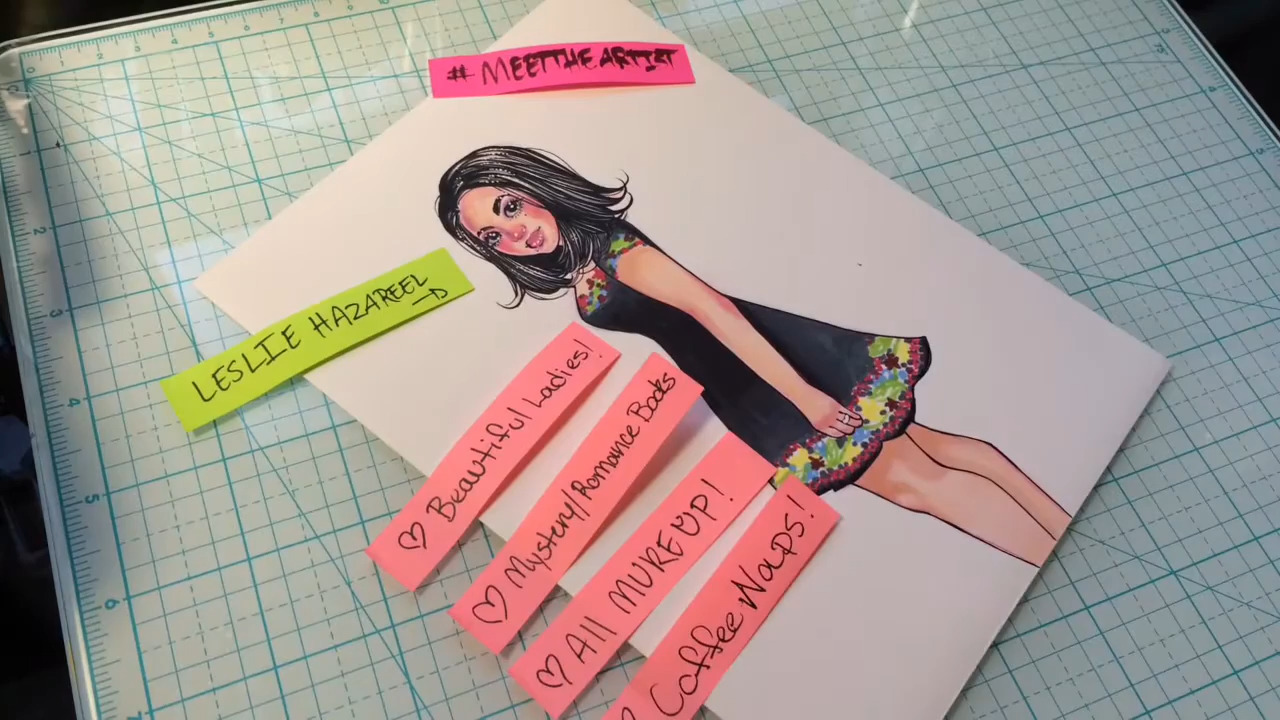 # MEETTHEARTIST
LESLIE HAZAREEL
♡ Beautiful Ladies!
♡ Mystery/Romance Books
♡ All MUKEUP!
♡ Coffee Naps!